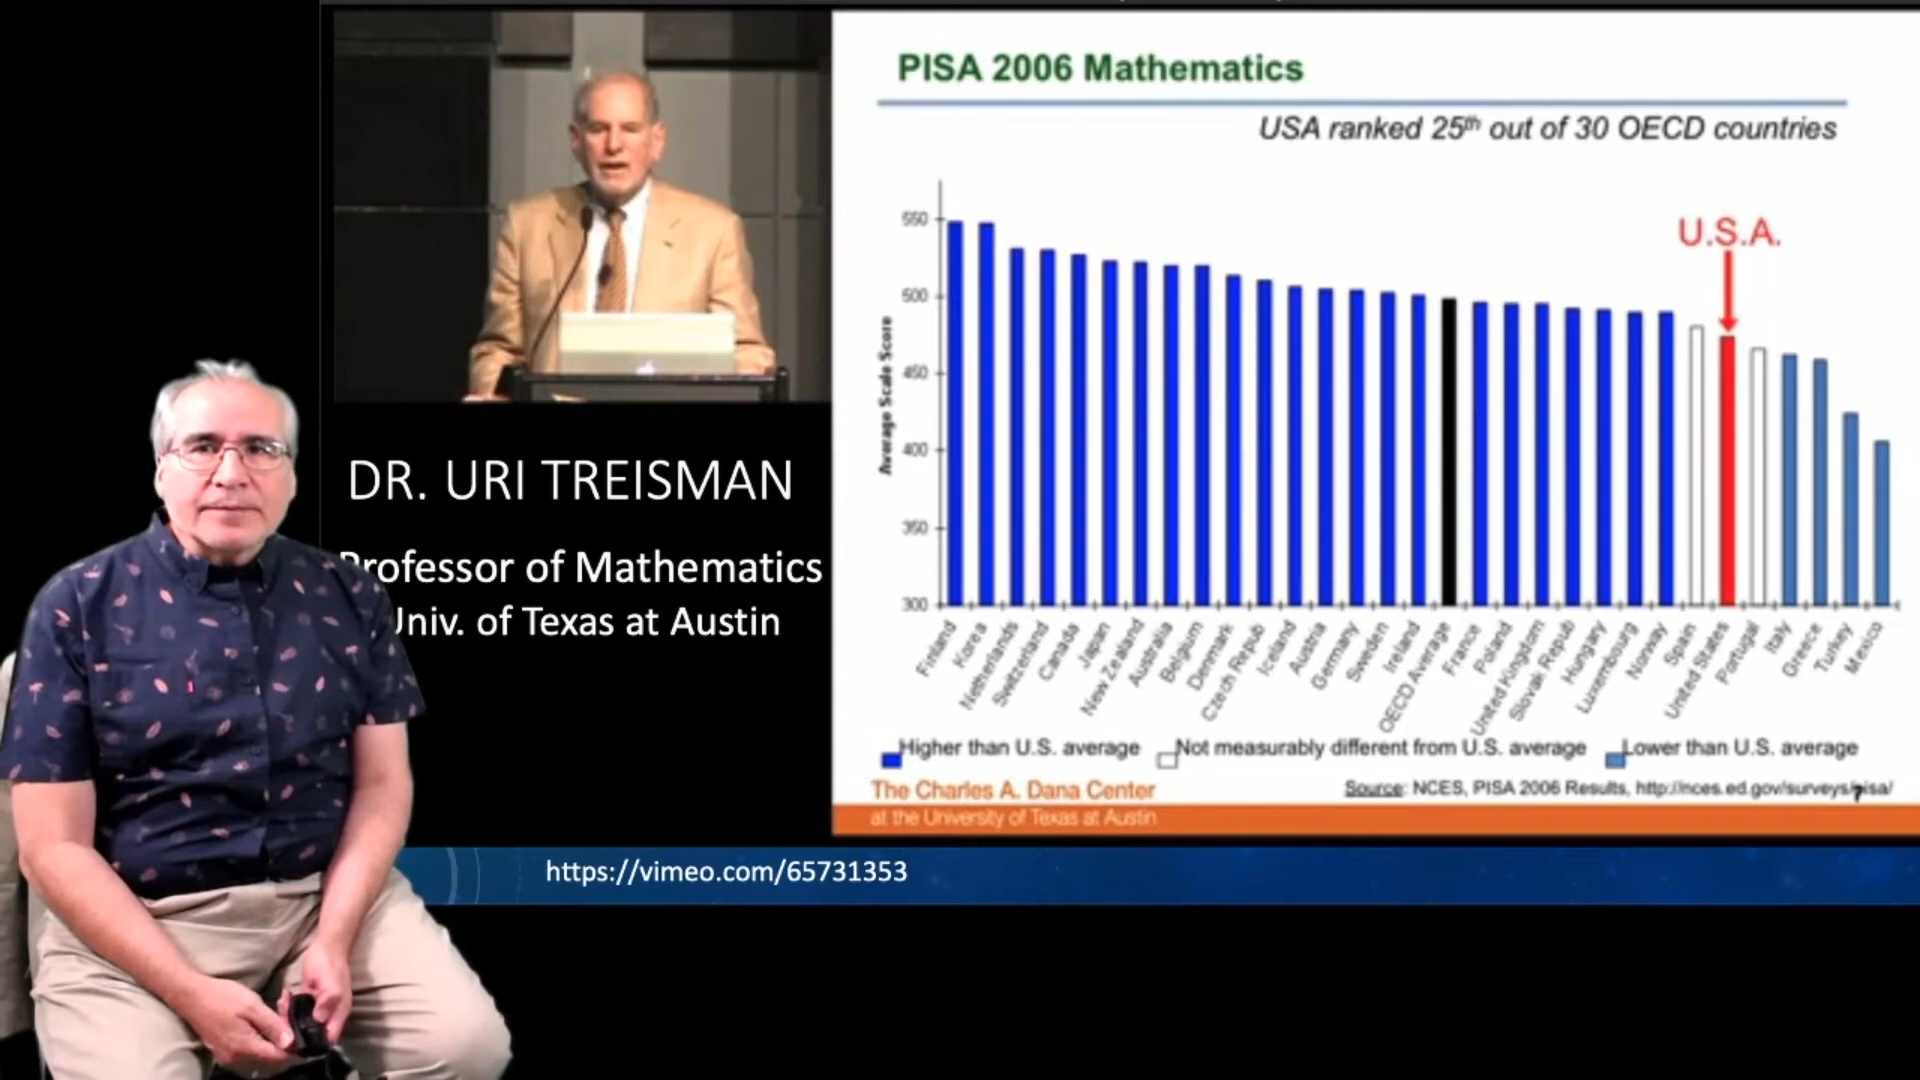 PISA 2006 Mathematics
USA ranked 25th out of 30 OECD countries
U.S.A.
Average Scale Score
550
500
450
400
350
300
Finland
Korea
Netherlands
Switzerland
Canada
Japan
New Zealand
Australia
Belgium
Denmark
Czech Repub
Iceland
Austria
Germany
Sweden
Ireland
OECD Average
France
Poland
United Kingdom
Slovak Repub
Hungary
Luxembourg
Norway
Spain
United States
Portugal
Italy
Greece
Turkey
Mexico
Higher than U.S. average
Not measurably different from U.S. average
Lower than U.S. average
The Charles A. Dana Center
at the University of Texas at Austin
Source: NCES, PISA 2006 Results, http://nces.ed.gov/surveys/pisa/
7
DR. URI TREISMAN
Professor of Mathematics
Univ. of Texas at Austin
https://vimeo.com/65731353